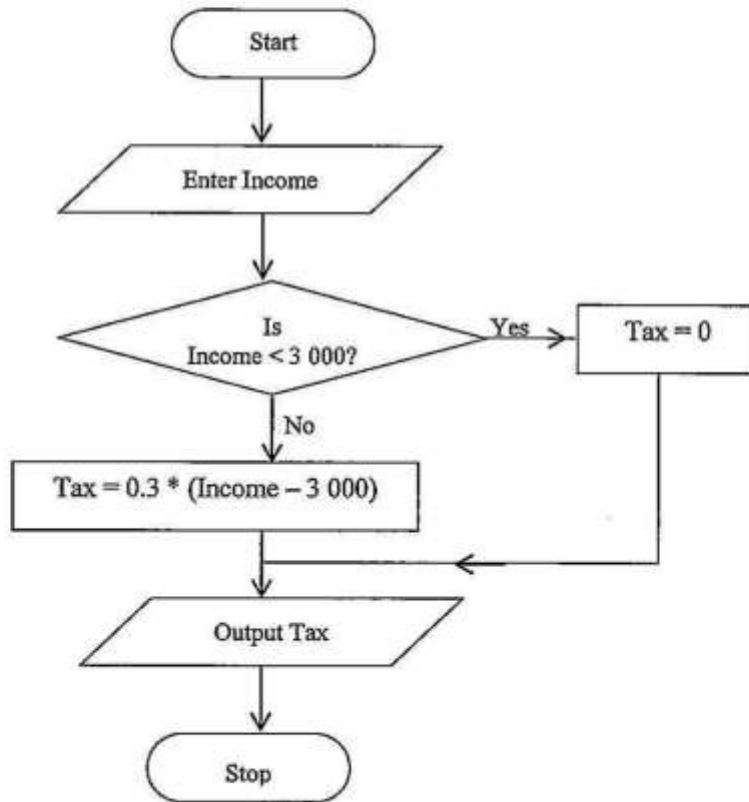 Start
Enter Income
Is
Income < 3 000?
Yes
Tax = 0
No
Tax = 0.3 * (Income – 3 000)
Output Tax
Stop